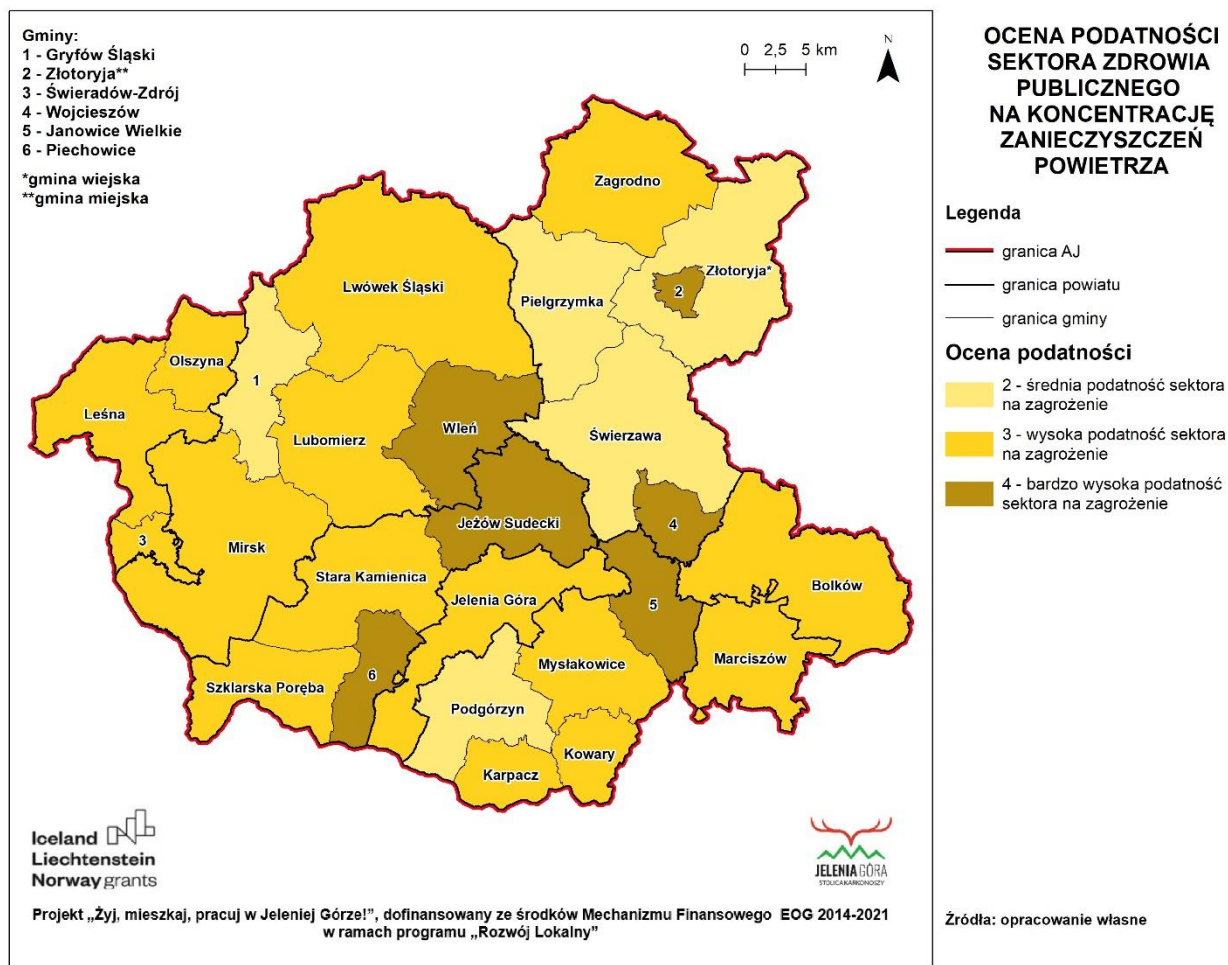 Gminy:
1 - Gryfów Śląski
2 - Złotoryja**
3 - Świeradów-Zdrój
4 - Wojcieszów
5 - Janowice Wielkie
6 - Piechowice
*gmina wiejska
**gmina miejska
0 2,5 5 km
N
OCENA PODATNOŚCI
SEKTORA ZDROWIA
PUBLICZNEGO
NA KONCENTRACJĘ
ZANIECZYSZCZEŃ
POWIETRZA
Legenda
granica AJ
granica powiatu
granica gminy
Ocena podatności
2 - średnia podatność sektora
na zagrożenie
3 - wysoka podatność sektora
na zagrożenie
4 - bardzo wysoka podatność
sektora na zagrożenie
Zagrodno
Złotoryja*
2
Pielgrzymka
Lwówek Śląski
Olszyna
1
Leśna
Lubomierz
Wleń
Świerzawa
Jeżów Sudecki
4
3
Mirsk
Stara Kamienica
Jelenia Góra
5
Bolków
Mysłakowice
Marciszów
Szklarska Poręba
6
Podgórzyn
Kowary
Karpacz
Iceland
Liechtenstein
Norway grants
JELENIA GÓRA
STOLICA KARKONOSZY
Projekt „Żyj, mieszkaj, pracuj w Jeleniej Górze!”, dofinansowany ze środków Mechanizmu Finansowego EOG 2014-2021
w ramach programu „Rozwój Lokalny”
Źródła: opracowanie własne